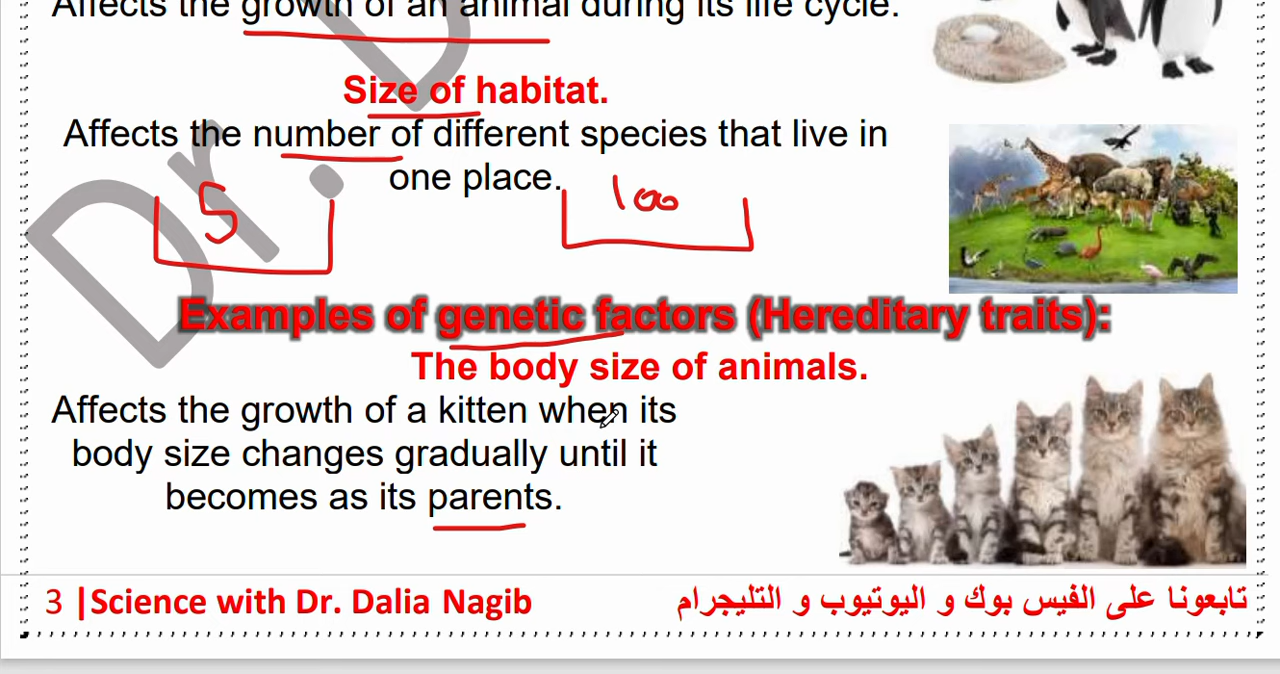 Affects the growth of an animal during its life cycle.
Size of habitat.
Affects the number of different species that live in
one place.
5
100
Examples of genetic factors (Hereditary traits):
The body size of animals.
Affects the growth of a kitten when its
body size changes gradually until it
becomes as its parents.
3 |Science with Dr. Dalia Nagib
تابعونا على الفيس بوك و اليوتيوب و التليجرام
Dr. D